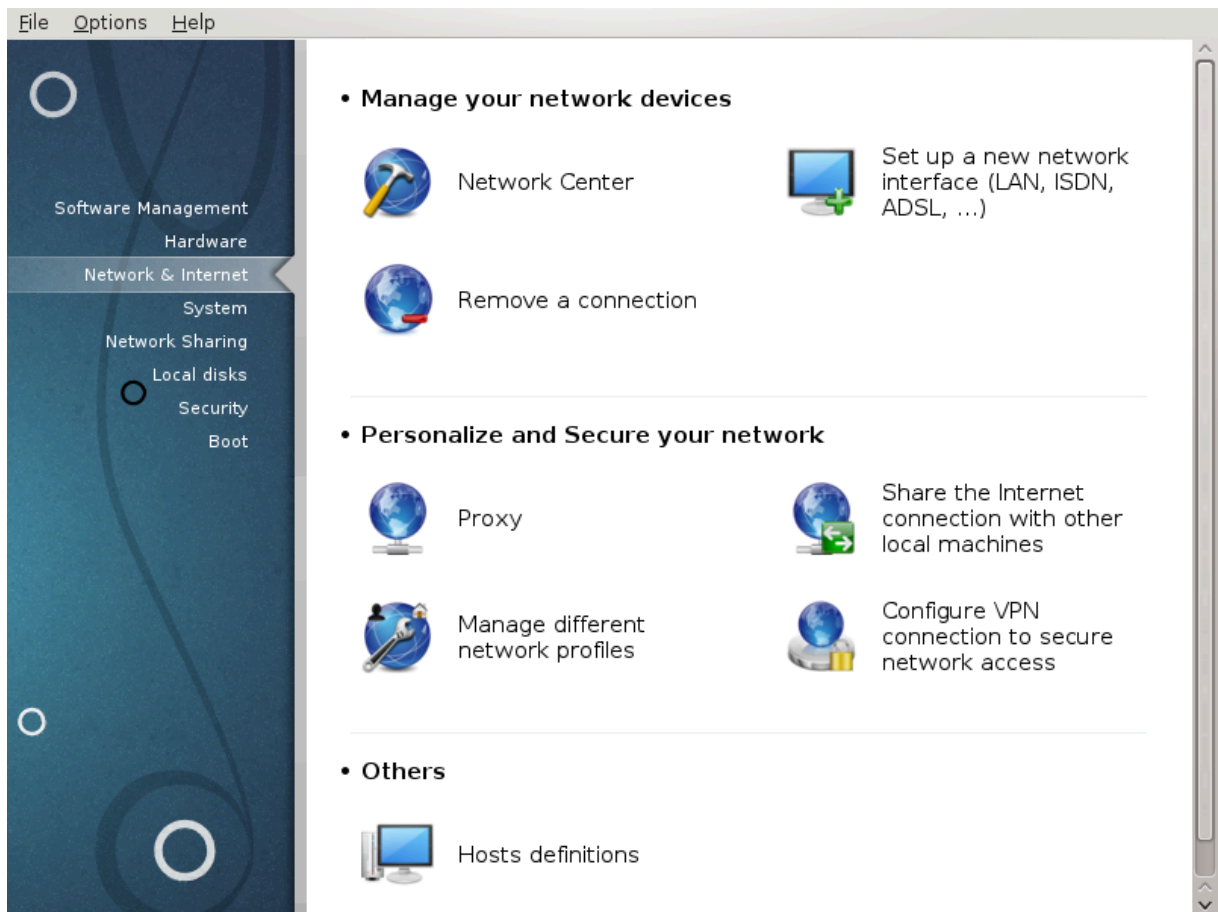 File Options Help
Software Management
Hardware
Network & Internet
System
Network Sharing
Local disks
Security
Boot
• Manage your network devices
Network Center
Set up a new network
interface (LAN, ISDN,
ADSL, ...)
Remove a connection
• Personalize and Secure your network
Proxy
Share the Internet
connection with other
local machines
Manage different
network profiles
Configure VPN
connection to secure
network access
• Others
Hosts definitions